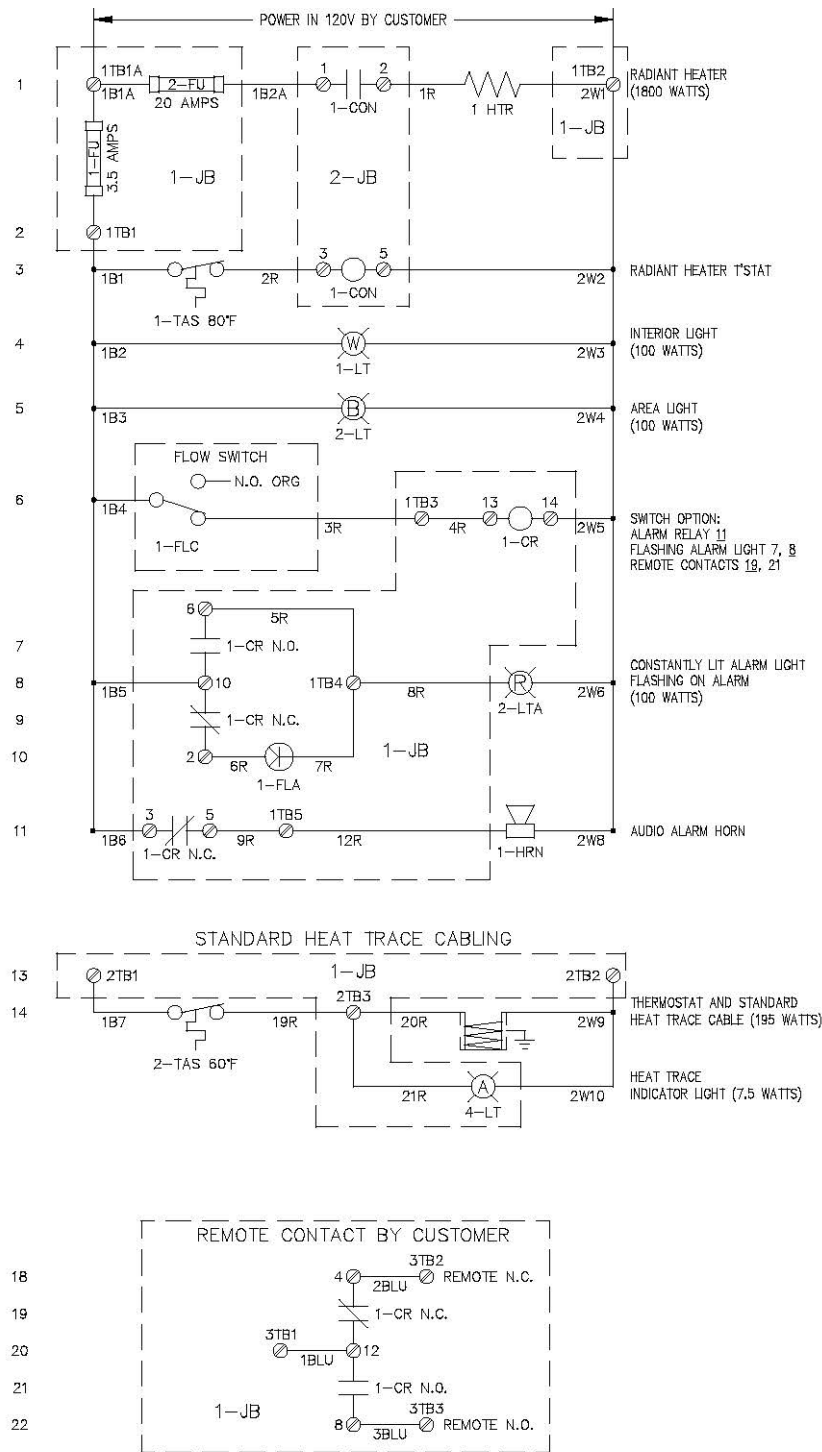 POWER IN 120V BY CUSTOMER
1
1TB1A
1B1A
2-FU
20 AMPS
1B2A
1
2
1-CON
1R
1 HTR
1TB2
2W1
RADIANT HEATER
(1800 WATTS)
1-JB
1-FU
3.5 AMPS
1-JB
2-JB
2
1TB1
3
1B1
1-TAS 80°F
2R
3
5
1-CON
2W2
RADIANT HEATER T'STAT
4
1B2
W
1-LT
2W3
INTERIOR LIGHT
(100 WATTS)
5
1B3
B
2-LT
2W4
AREA LIGHT
(100 WATTS)
FLOW SWITCH
N.O. ORG
6
1B4
1-FLC
3R
1TB3
4R
13
14
1-CR
2W5
SWITCH OPTION:
ALARM RELAY 11
FLASHING ALARM LIGHT 7, 8
REMOTE CONTACTS 19, 21
6
5R
7
1-CR N.O.
8
1B5
10
1TB4
8R
R
2-LTA
2W6
CONSTANTLY LIT ALARM LIGHT
FLASHING ON ALARM
(100 WATTS)
9
1-CR N.C.
1-JB
10
2
6R
1-FLA
7R
11
1B6
3
5
1-CR N.C.
9R
1TB5
12R
1-HRN
2W8
AUDIO ALARM HORN
STANDARD HEAT TRACE CABLING
13
2TB1
1-JB
2TB2
14
1B7
2-TAS 60°F
19R
2TB3
20R
2W9
THERMOSTAT AND STANDARD
HEAT TRACE CABLE (195 WATTS)
21R
A
4-LT
2W10
HEAT TRACE
INDICATOR LIGHT (7.5 WATTS)
REMOTE CONTACT BY CUSTOMER
18
4
2BLU
3TB2
REMOTE N.C.
19
1-CR N.C.
20
3TB1
1BLU
12
21
1-CR N.O.
1-JB
22
8
3BLU
3TB3
REMOTE N.O.